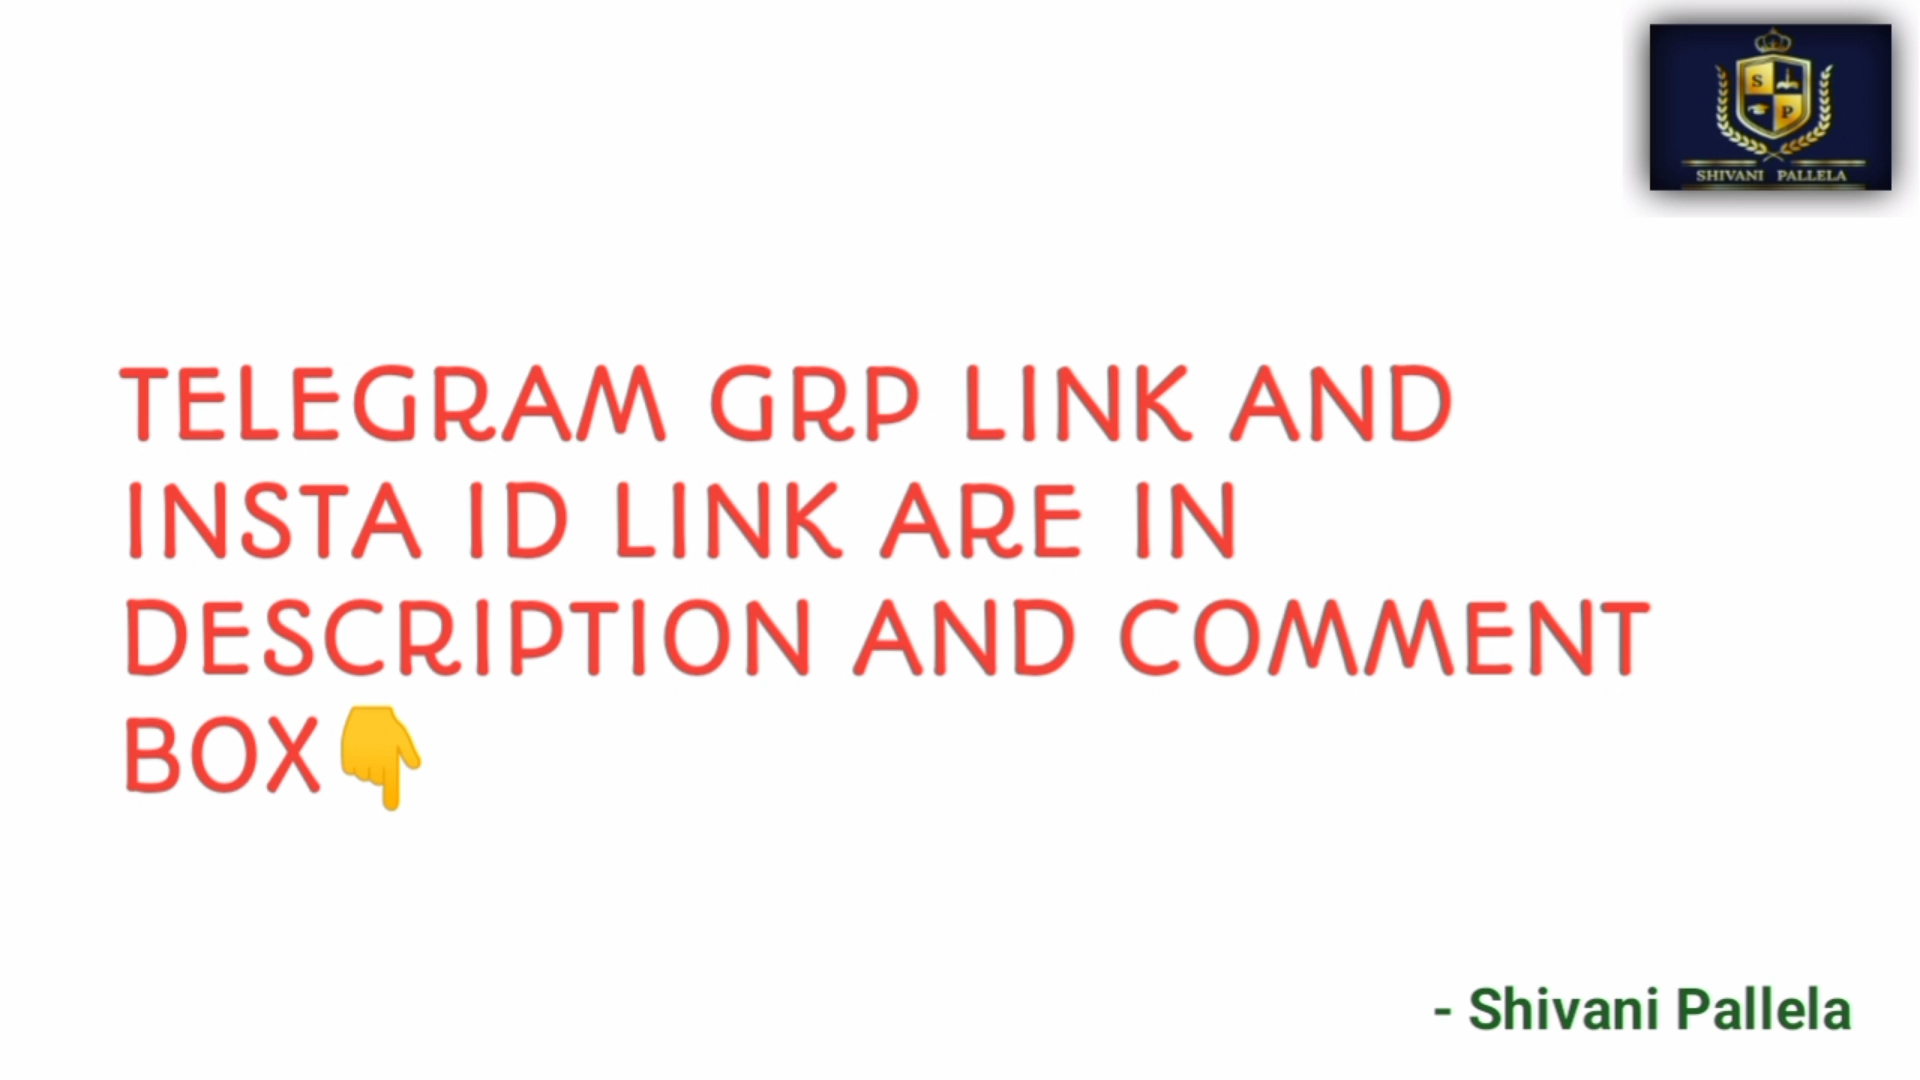 S
P
SHIVANI PALLELA
TELEGRAM GRP LINK AND
INSTA ID LINK ARE IN
DESCRIPTION AND COMMENT
BOX👇
- Shivani Pallela